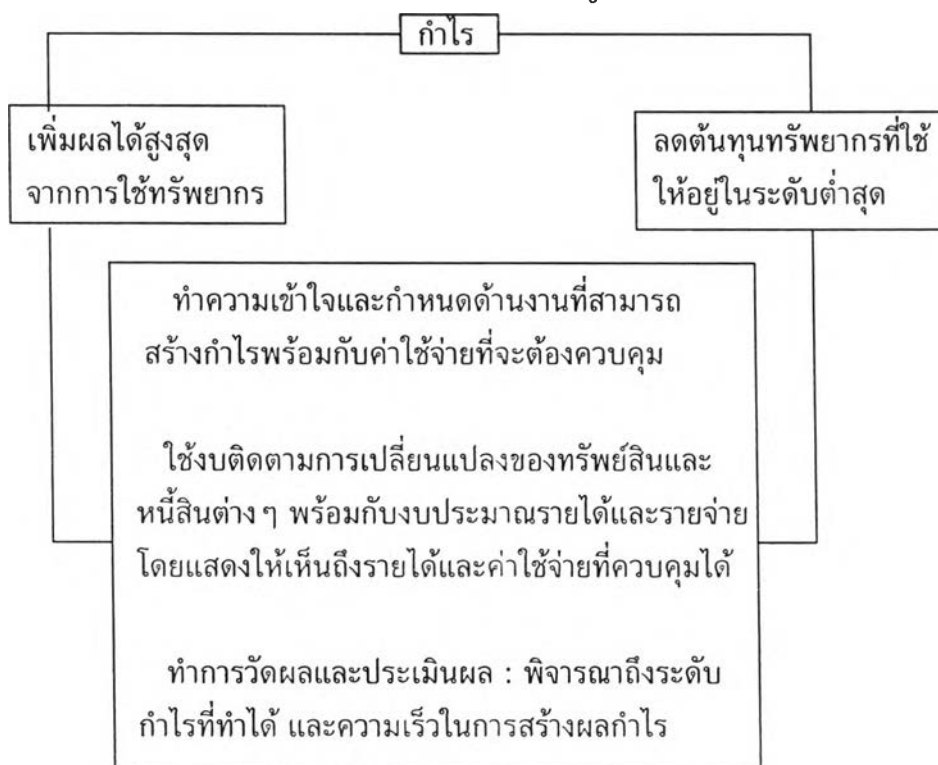 กำไร
เพิ่มผลได้สูงสุด
จากการใช้ทรัพยากร
ลดต้นทุนทรัพยากรที่ใช้
ให้อยู่ในระดับต่ำสุด
ทำความเข้าใจและกำหนดด้านงานที่สามารถ
สร้างกำไรพร้อมกับค่าใช้จ่ายที่จะต้องควบคุม
ใช้งบติดตามการเปลี่ยนแปลงของทรัพย์สินและ
หนี้สินต่าง ๆ พร้อมกับงบประมาณรายได้และรายจ่าย
โดยแสดงให้เห็นถึงรายได้และค่าใช้จ่ายที่ควบคุมได้
ทำการวัดผลและประเมินผล : พิจารณาถึงระดับ
กำไรที่ทำได้ และความเร็วในการสร้างผลกำไร